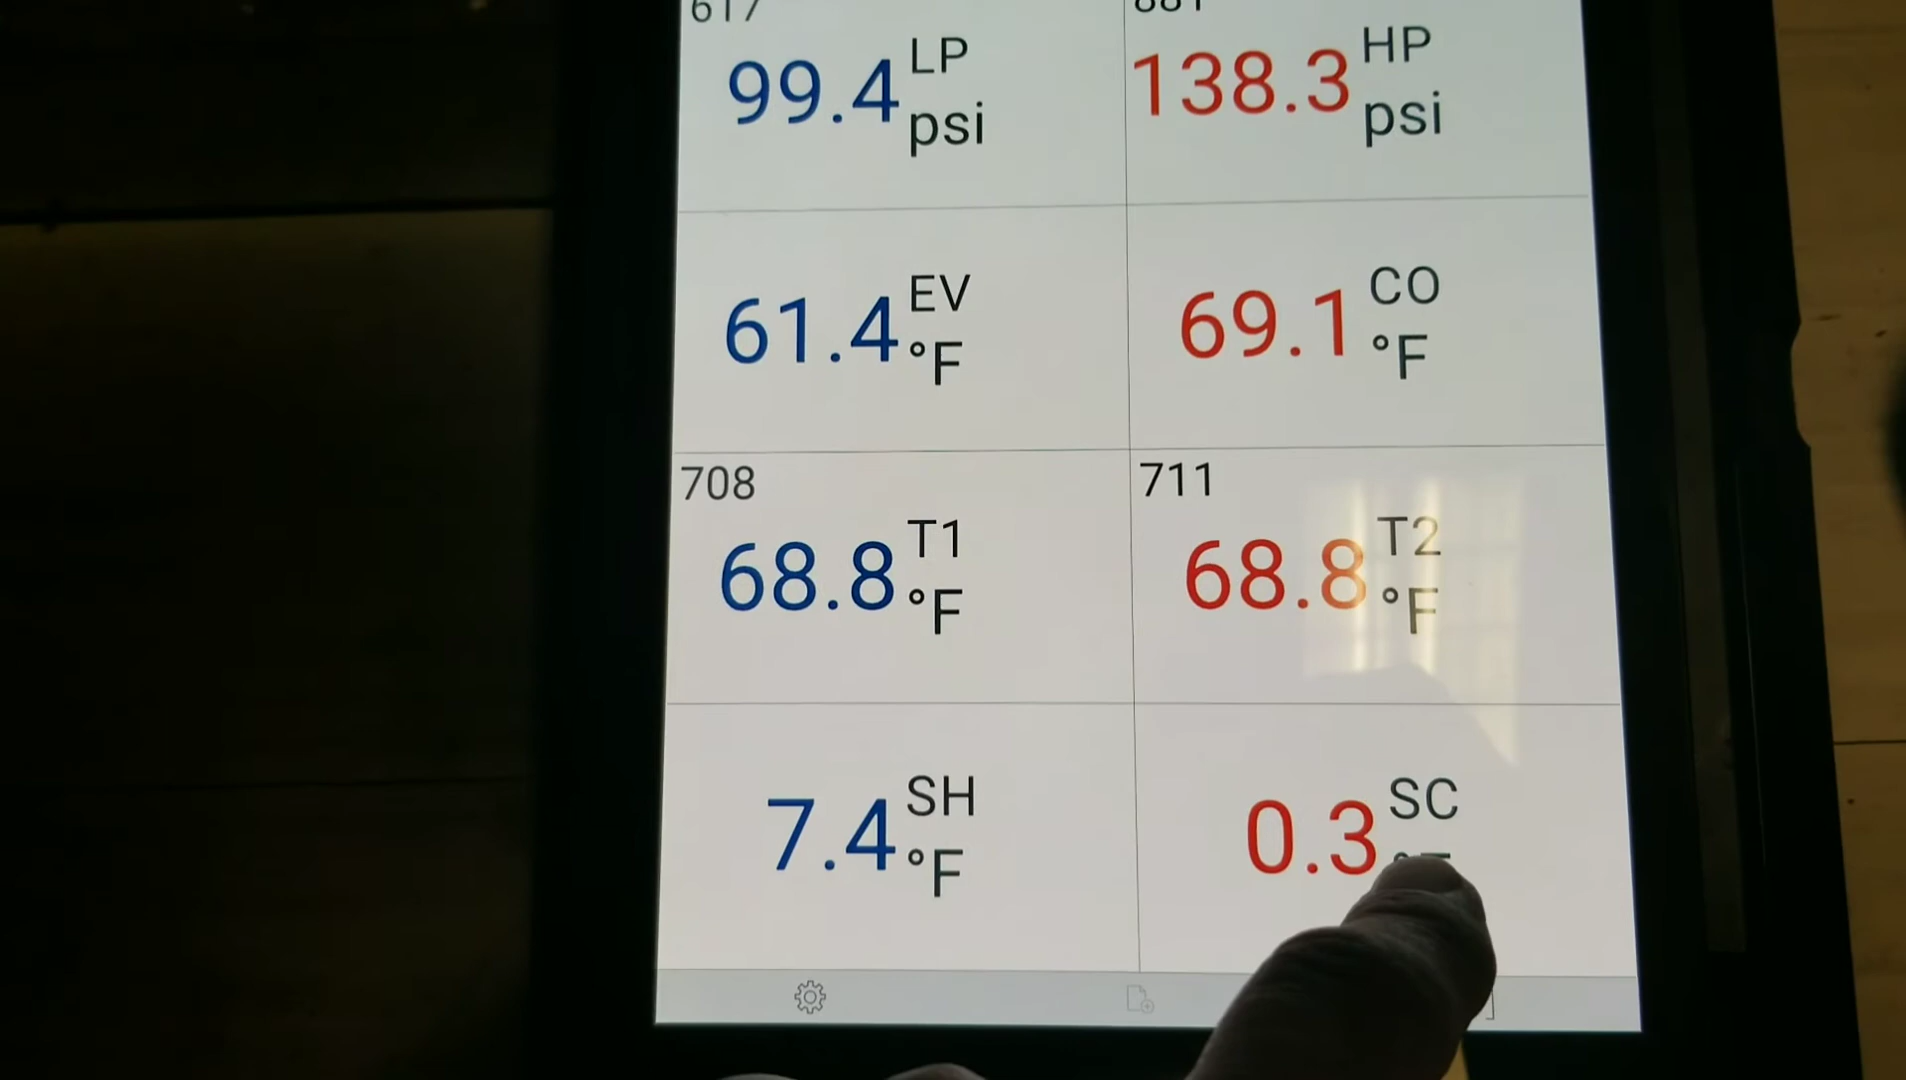 617
99.4 LP
psi
138.3 HP
psi
61.4 EV
°F
69.1 CO
°F
708
68.8 T1
°F
711
68.8 T2
°F
7.4 SH
°F
0.3 SC